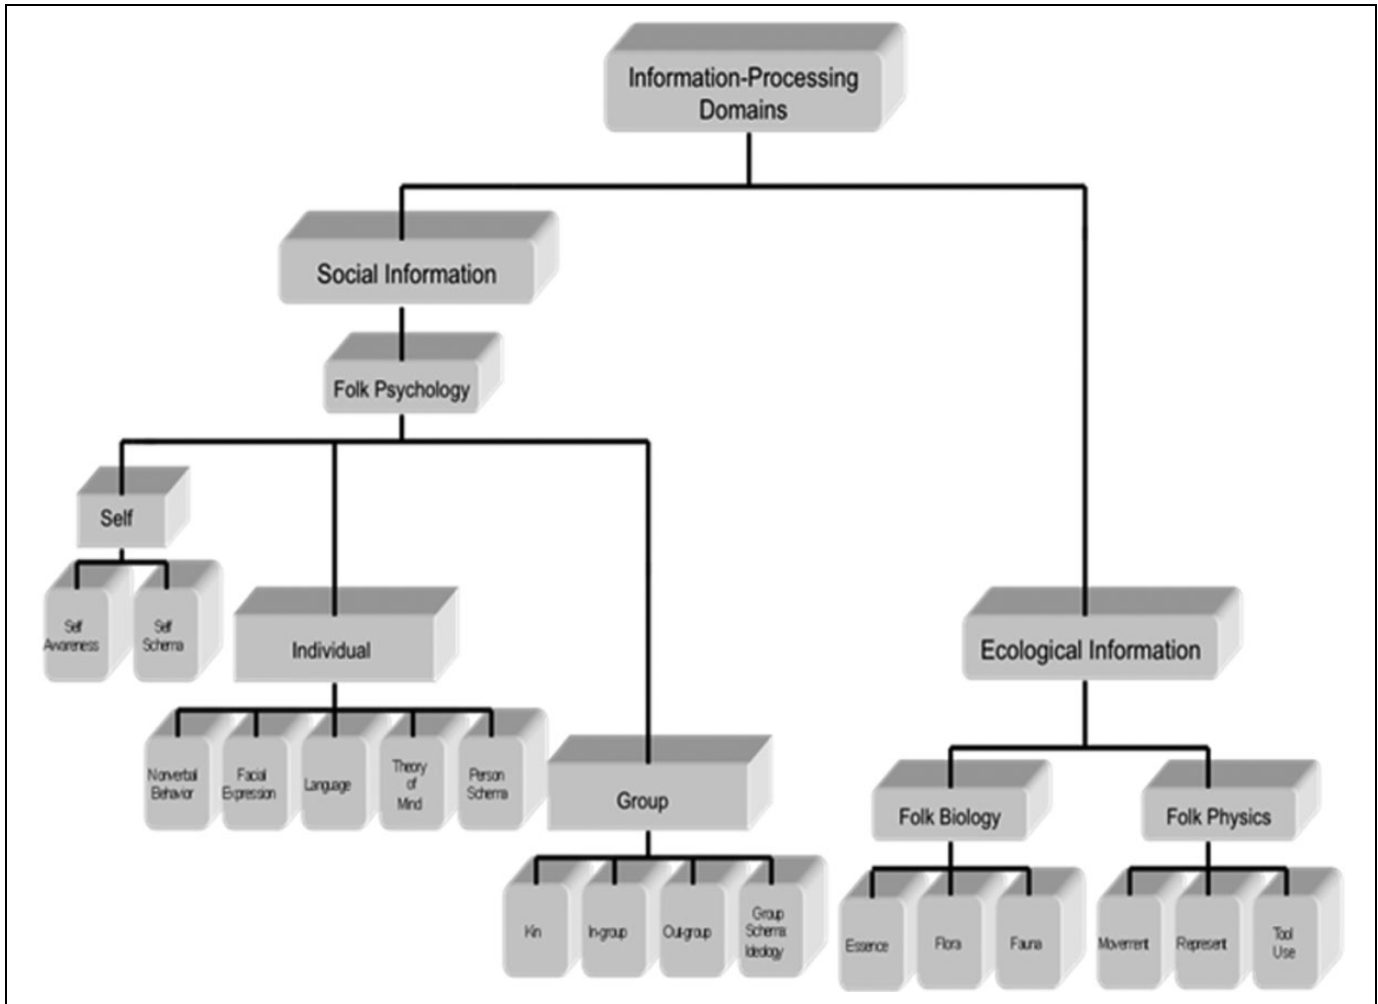 Information-Processing
Domains
Social Information
Folk Psychology
Self
Self
Awareness
Self
Schema
Individual
Ecological Information
Nonverbal
Behavior
Facial
Expression
Language
Theory
of
Mind
Person
Schema
Group
Folk Biology
Folk Physics
Kin
In-group
Out-group
Group
Schema:
Ideology
Essence
Flora
Fauna
Movement
Represent
Tool
Use